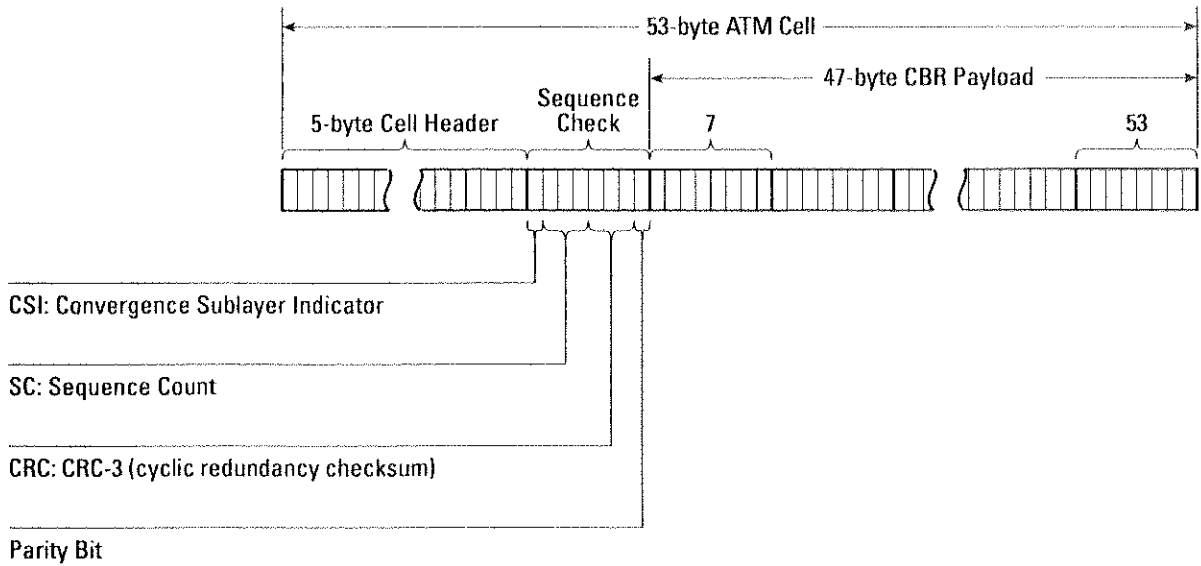 53-byte ATM Cell
47-byte CBR Payload
Sequence
Check
5-byte Cell Header
7
53
CSI: Convergence Sublayer Indicator
SC: Sequence Count
CRC: CRC-3 (cyclic redundancy checksum)
Parity Bit